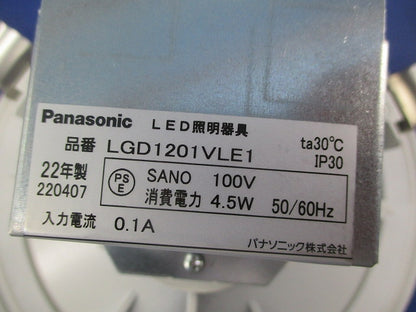 Panasonic LED照明器具
品番 LGD1201VLE1 ta30℃
IP30
22年製
220407
PS
E
SANO 100V
消費電力 4.5W 50/60Hz
入力電流 0.1A
パナソニック株式会社